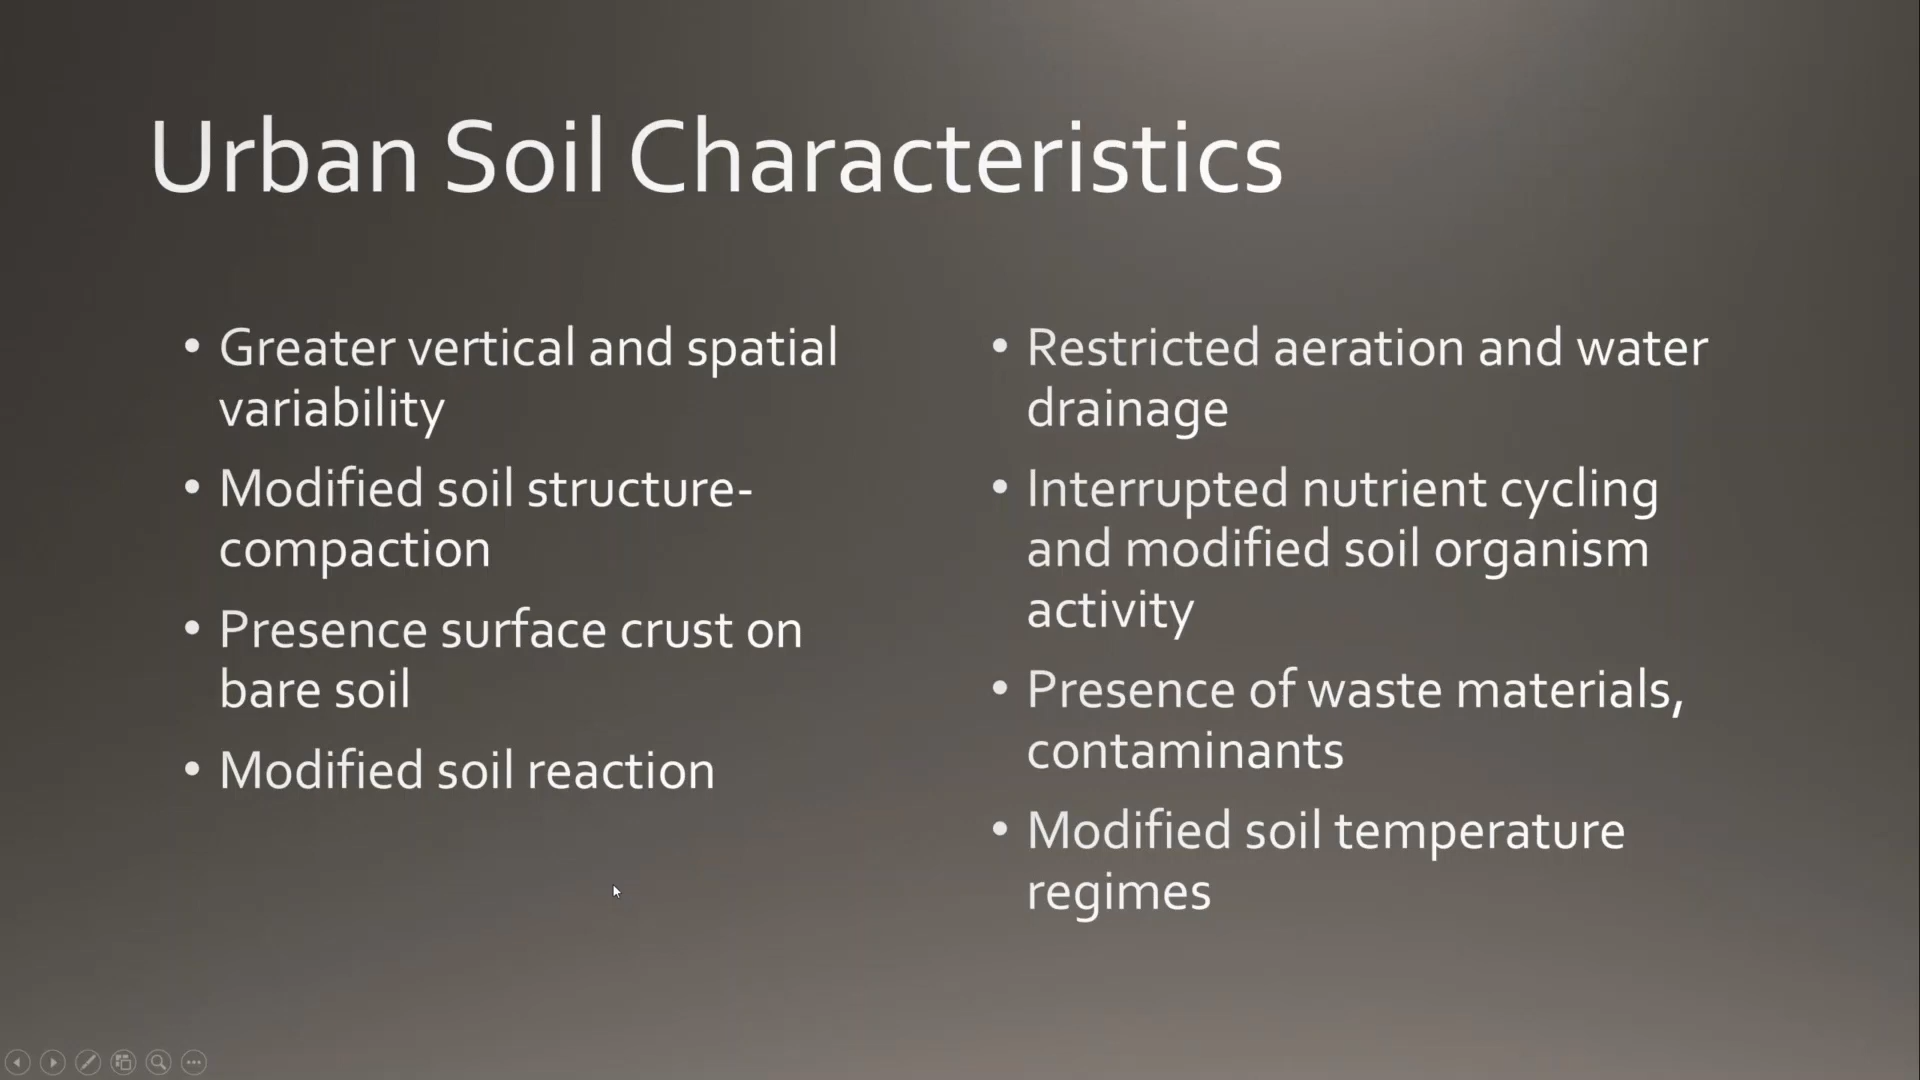 Urban Soil Characteristics
• Greater vertical and spatial
variability
• Modified soil structure-
compaction
• Presence surface crust on
bare soil
• Modified soil reaction
• Restricted aeration and water
drainage
• Interrupted nutrient cycling
and modified soil organism
activity
• Presence of waste materials,
contaminants
• Modified soil temperature
regimes